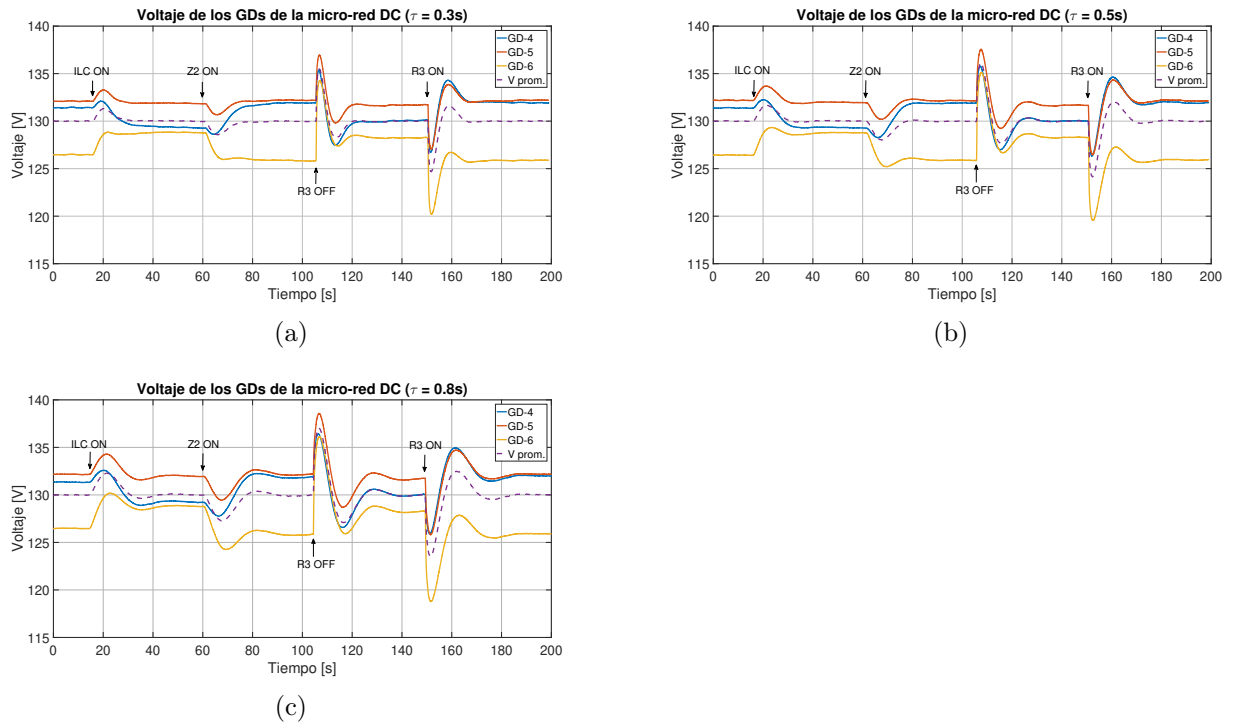 Voltaje de los GDs de la micro-red DC (τ = 0.3s)
140
135
130
125
120
115
Voltaje [V]
ILC ON
Z2 ON
R3 OFF
R3 ON
GD-4
GD-5
GD-6
V prom.
0 20 40 60 80 100 120 140 160 180 200
Tiempo [s]
(a)
Voltaje de los GDs de la micro-red DC (τ = 0.5s)
140
135
130
125
120
115
Voltaje [V]
ILC ON
Z2 ON
R3 OFF
R3 ON
GD-4
GD-5
GD-6
V prom.
0 20 40 60 80 100 120 140 160 180 200
Tiempo [s]
(b)
Voltaje de los GDs de la micro-red DC (τ = 0.8s)
140
135
130
125
120
115
Voltaje [V]
ILC ON
Z2 ON
R3 OFF
R3 ON
GD-4
GD-5
GD-6
V prom.
0 20 40 60 80 100 120 140 160 180 200
Tiempo [s]
(c)